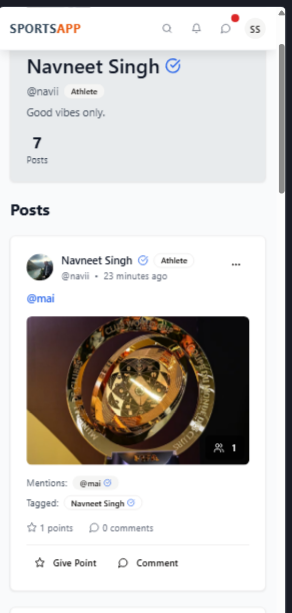 SPORTSAPP
SS
Navneet Singh
@navii Athlete
Good vibes only.
7
Posts
Posts
Navneet Singh Athlete
@navii • 23 minutes ago
@mai
1
Mentions: @mai
Tagged: Navneet Singh
1 points 0 comments
Give Point Comment